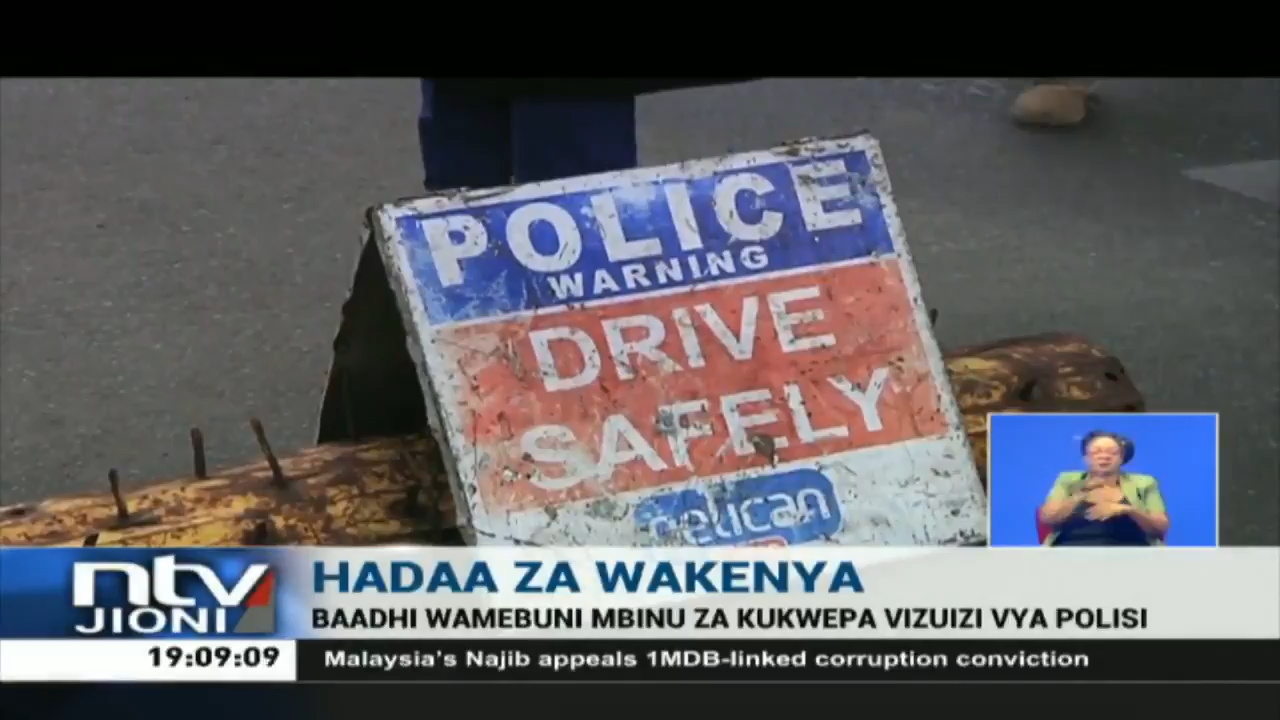 POLICE
WARNING
DRIVE
SAFELY
pelican
ntv
JIONI
HADAA ZA WAKENYA
BAADHI WAMEBUNI MBINU ZA KUKWEPA VIZUIZI VYA POLISI
19:09:09
Malaysia's Najib appeals 1MDB-linked corruption conviction